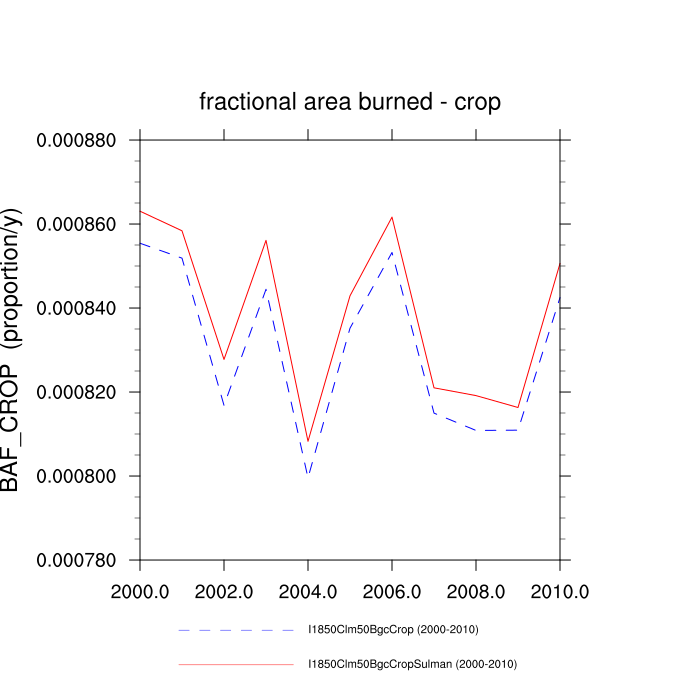 fractional area burned - crop
BAF_CROP (proportion/y)
0.000880
0.000860
0.000840
0.000820
0.000800
0.000780
2000.0 2002.0 2004.0 2006.0 2008.0 2010.0
I1850Clm50BgcCrop (2000-2010)
I1850Clm50BgcCropSulman (2000-2010)